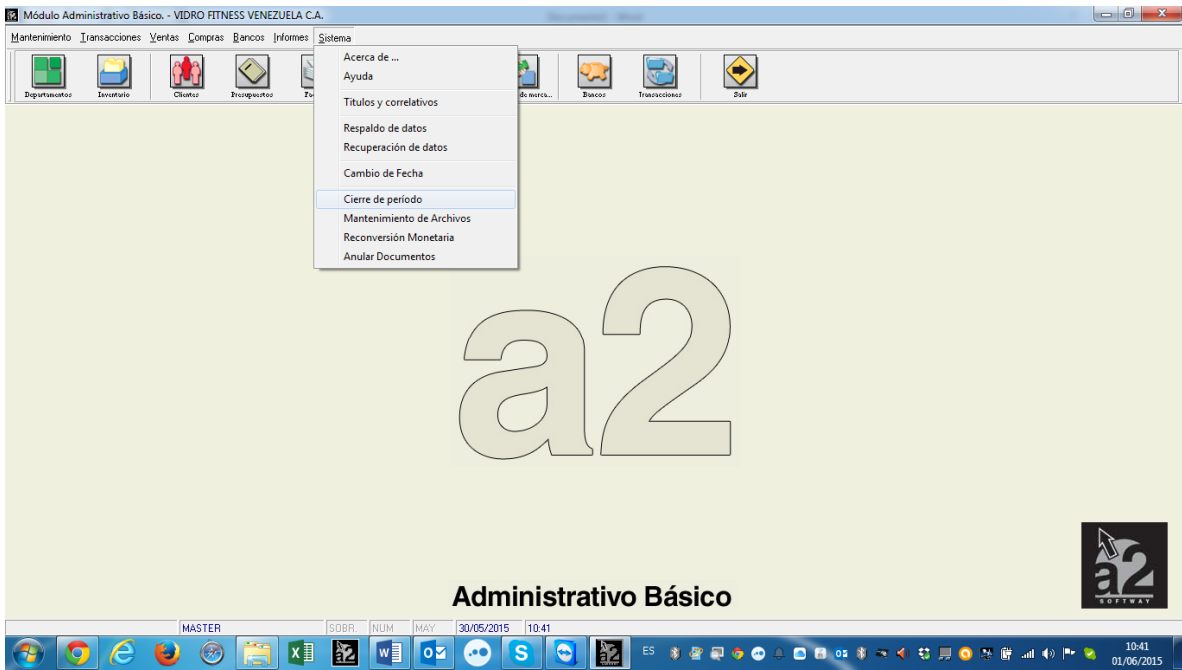 Módulo Administrativo Básico. - VIDRO FITNESS VENEZUELA C.A.
Mantenimiento Transacciones Ventas Compras Bancos Informes Sistema
Departamentos Inventario Clientes Presupuestos de merca... Bancos Transacciones Salir
Acerca de ...
Ayuda
Titulos y correlativos
Respaldo de datos
Recuperación de datos
Cambio de Fecha
Cierre de período
Mantenimiento de Archivos
Reconversión Monetaria
Anular Documentos
a2
a2
SOFTWAY
Administrativo Básico
MASTER SOBR. NUM MAY 30/05/2015 10:41
ES 10:41
01/06/2015